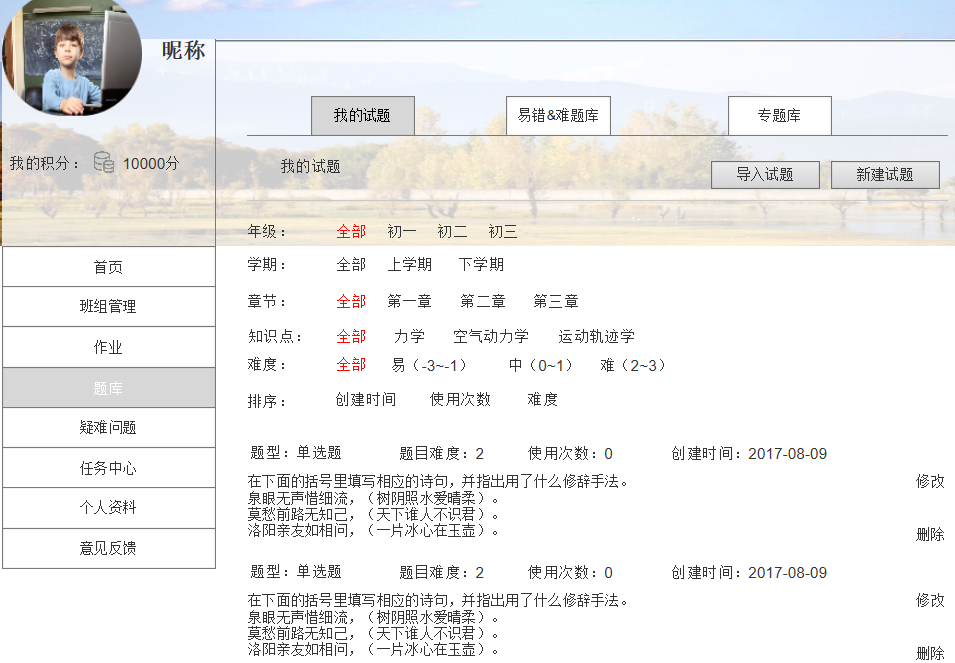 昵称
我的积分： 10000分
首页
班组管理
作业
题库
疑难问题
任务中心
个人资料
意见反馈
我的试题 易错&难题库 专题库
我的试题 导入试题 新建试题
年级： 全部 初一 初二 初三
学期： 全部 上学期 下学期
章节： 全部 第一章 第二章 第三章
知识点： 全部 力学 空气动力学 运动轨迹学
难度： 全部 易（-3~-1） 中（0~1） 难（2~3）
排序： 创建时间 使用次数 难度
题型：单选题 题目难度：2 使用次数：0 创建时间：2017-08-09
在下面的括号里填写相应的诗句，并指出用了什么修辞手法。 修改
泉眼无声惜细流，（树阴照水爱晴柔）。
莫愁前路无知己，（天下谁人不识君）。
洛阳亲友如相问，（一片冰心在玉壶）。 删除
题型：单选题 题目难度：2 使用次数：0 创建时间：2017-08-09
在下面的括号里填写相应的诗句，并指出用了什么修辞手法。 修改
泉眼无声惜细流，（树阴照水爱晴柔）。
莫愁前路无知己，（天下谁人不识君）。
洛阳亲友如相问，（一片冰心在玉壶）。 删除